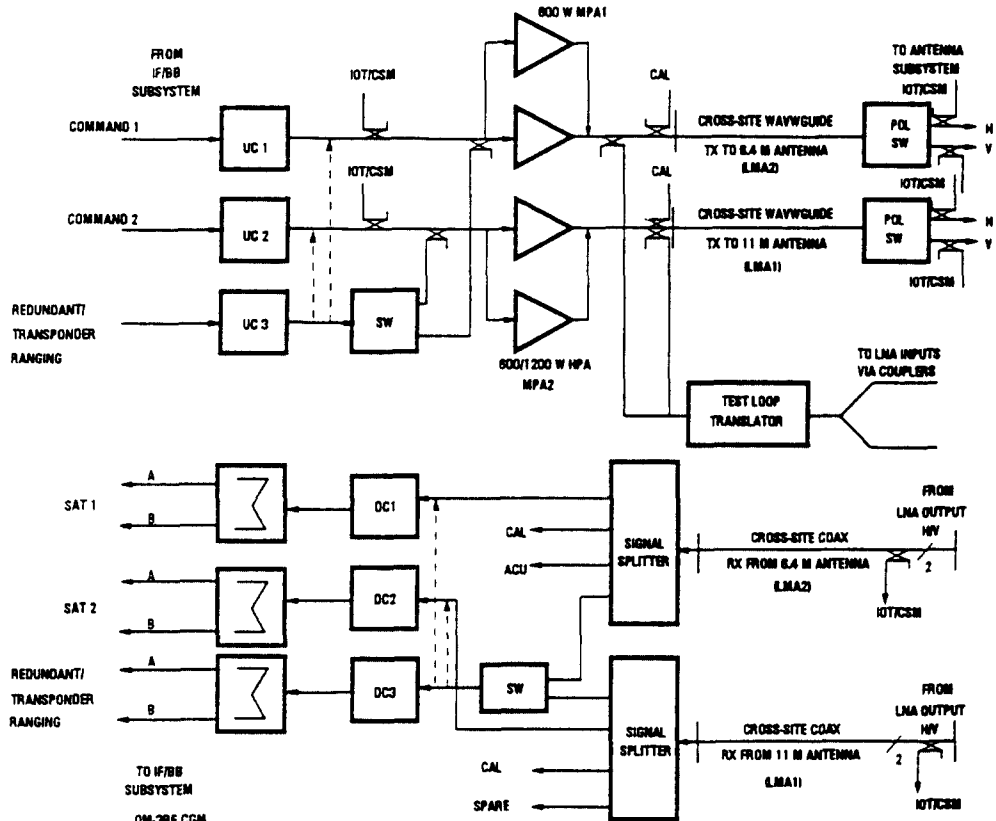 600 W MPA1
FROM
IF/BB
SUBSYSTEM
IOT/CSM
CAL
TO ANTENNA
SUBSYSTEM
IOT/CSM
COMMAND 1
UC 1
CROSS-SITE WAVWGUIDE
TX TO 6.4 M ANTENNA
(LMA2)
POL
SW
H
V
IOT/CSM
CAL
IOT/CSM
COMMAND 2
UC 2
CROSS-SITE WAVWGUIDE
TX TO 11 M ANTENNA
(LMA1)
POL
SW
H
V
IOT/CSM
REDUNDANT/
TRANSPONDER
RANGING
UC 3
SW
600/1200 W HPA
MPA2
TO LNA INPUTS
VIA COUPLERS
TEST LOOP
TRANSLATOR
SAT 1
A
B
DC1
CAL
ACU
SIGNAL
SPLITTER
CROSS-SITE COAX
RX FROM 6.4 M ANTENNA
(LMA2)
FROM
LNA OUTPUT
H/V
2
IOT/CSM
SAT 2
A
B
DC2
REDUNDANT/
TRANSPONDER
RANGING
A
B
DC3
SW
SIGNAL
SPLITTER
CROSS-SITE COAX
RX FROM 11 M ANTENNA
(LMA1)
FROM
LNA OUTPUT
H/V
2
IOT/CSM
CAL
SPARE
TO IF/BB
SUBSYSTEM